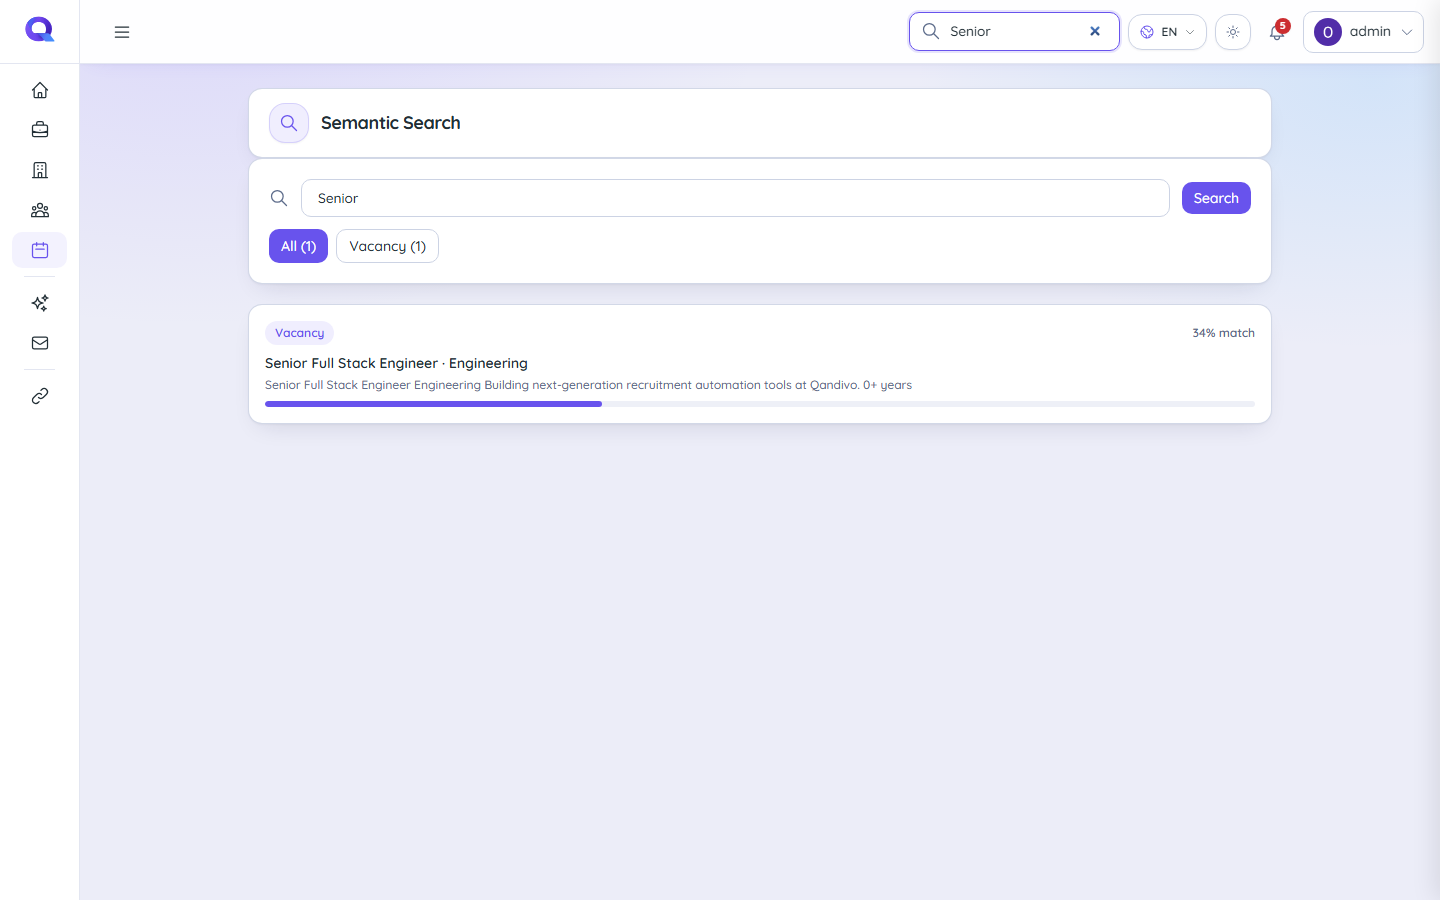 Senior
EN
5
O
admin
Semantic Search
Senior
Search
All (1)
Vacancy (1)
Vacancy
34% match
Senior Full Stack Engineer · Engineering
Senior Full Stack Engineer Engineering Building next-generation recruitment automation tools at Qandivo. 0+ years